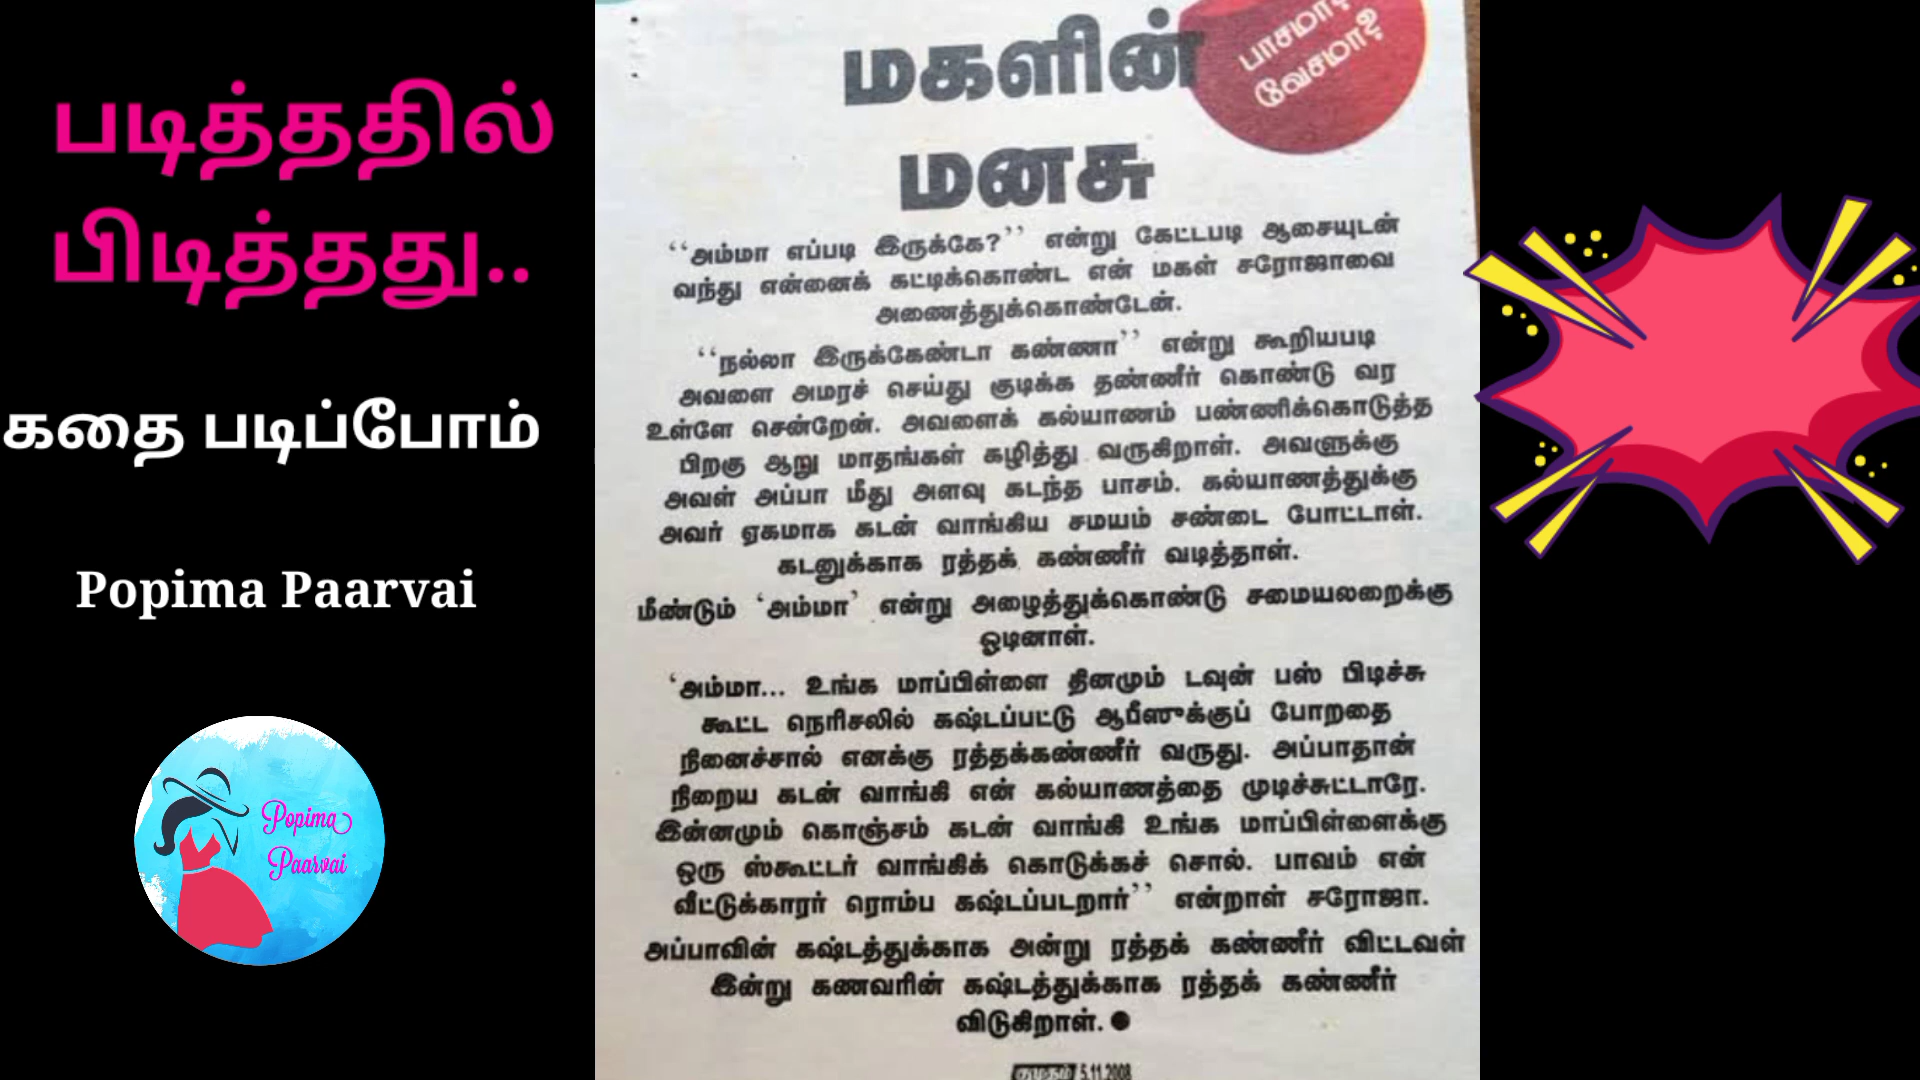 படித்ததில்
பிடித்தது..
கதை படிப்போம்
Popima Paarvai
Popima
Paarvai
பாசமா?
வேசமா?
மகளின்
மனசு
‘‘அம்மா எப்படி இருக்கே?’’ என்று கேட்டபடி ஆசையுடன்
வந்து என்னைக் கட்டிக்கொண்ட என் மகள் சரோஜாவை
அணைத்துக்கொண்டேன்.
‘‘நல்லா இருக்கேண்டா கண்ணா’’ என்று கூறியபடி
அவளை அமரச் செய்து குடிக்க தண்ணீர் கொண்டு வர
உள்ளே சென்றேன். அவளைக் கல்யாணம் பண்ணிக்கொடுத்த
பிறகு ஆறு மாதங்கள் கழித்து வருகிறாள். அவளுக்கு
அவள் அப்பா மீது அளவு கடந்த பாசம். கல்யாணத்துக்கு
அவர் ஏகமாக கடன் வாங்கிய சமயம் சண்டை போட்டாள்.
கடனுக்காக ரத்தக் கண்ணீர் வடித்தாள்.
மீண்டும் ‘அம்மா’ என்று அழைத்துக்கொண்டு சமையலறைக்கு
ஓடினாள்.
‘அம்மா... உங்க மாப்பிள்ளை தினமும் டவுன் பஸ் பிடிச்சு
கூட்ட நெரிசலில் கஷ்டப்பட்டு ஆபீஸுக்குப் போறதை
நினைச்சால் எனக்கு ரத்தக்கண்ணீர் வருது. அப்பாதான்
நிறைய கடன் வாங்கி என் கல்யாணத்தை முடிச்சுட்டாரே.
இன்னமும் கொஞ்சம் கடன் வாங்கி உங்க மாப்பிள்ளைக்கு
ஒரு ஸ்கூட்டர் வாங்கிக் கொடுக்கச் சொல். பாவம் என்
வீட்டுக்காரர் ரொம்ப கஷ்டப்படறார்’’ என்றாள் சரோஜா.
அப்பாவின் கஷ்டத்துக்காக அன்று ரத்தக் கண்ணீர் விட்டவள்
இன்று கணவரின் கஷ்டத்துக்காக ரத்தக் கண்ணீர்
விடுகிறாள். ●
குமுதம் 5.11.2008